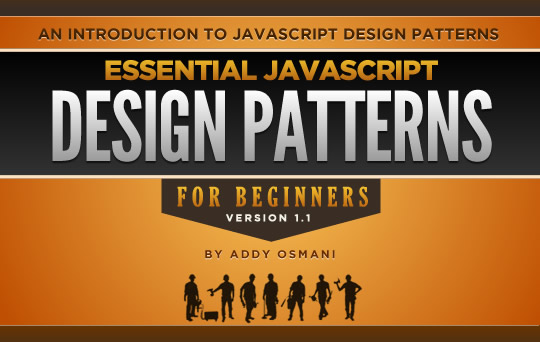 AN INTRODUCTION TO JAVASCRIPT DESIGN PATTERNS
ESSENTIAL JAVASCRIPT
DESIGN PATTERNS
FOR BEGINNERS
VERSION 1.1
BY ADDY OSMANI